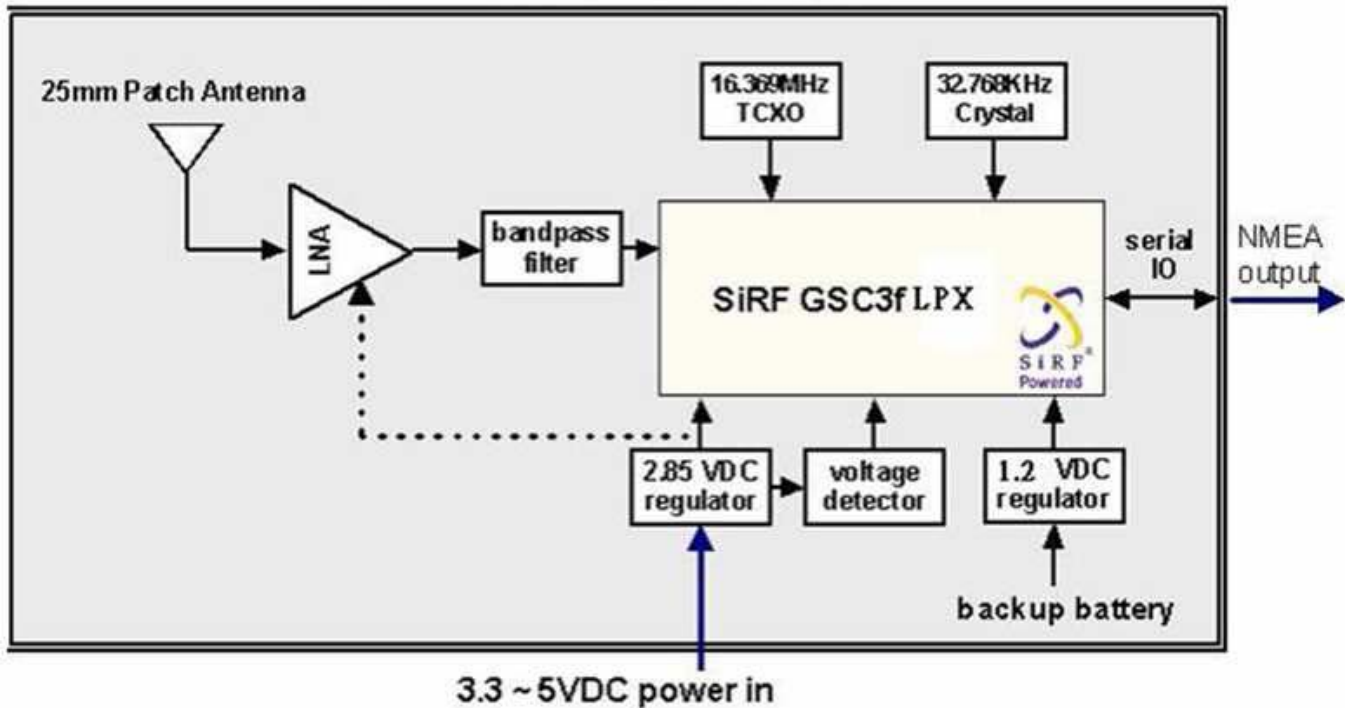 25mm Patch Antenna
16.369MHz
TCXO
32.768KHz
Crystal
LNA
bandpass
filter
SiRF GSC3f LPX
SiRF®
Powered
serial
IO
NMEA
output
2.85 VDC
regulator
voltage
detector
1.2 VDC
regulator
backup battery
3.3 ~ 5VDC power in